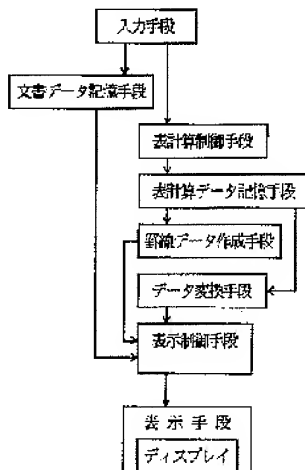 入力手段
文書データ記憶手段
表計算制御手段
表計算データ記憶手段
罫線データ作成手段
データ変換手段
表示制御手段
表示手段
ディスプレイ